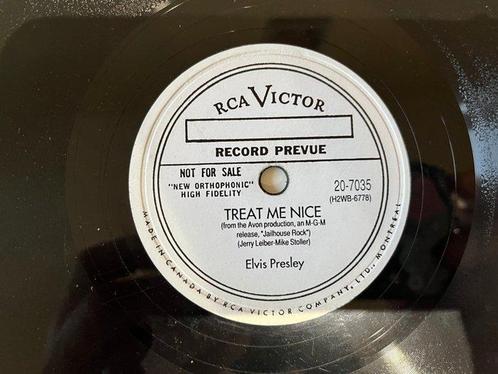 RCA VICTOR
RECORD PREVUE
NOT FOR SALE
"NEW ORTHOPHONIC"
HIGH FIDELITY
20-7035
(H2WB-6778)
TREAT ME NICE
(from the Avon production, an M-G-M
release, "Jailhouse Rock")
(Jerry Leiber-Mike Stoller)
Elvis Presley
MADE IN CANADA BY RCA VICTOR COMPANY, LTD., MONTREAL